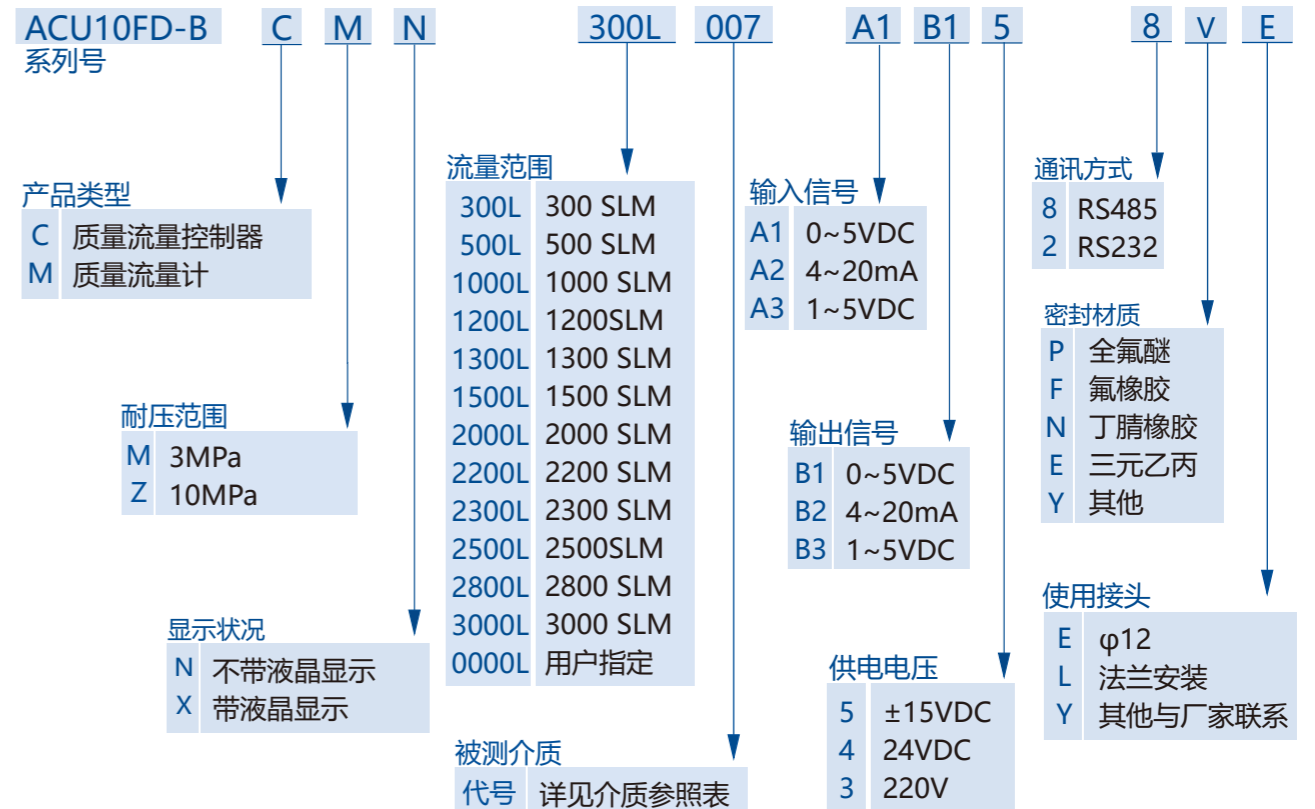 ACU10FD-B C M N 300L 007 A1 B1 5 8 V E
系列号
产品类型
C 质量流量控制器
M 质量流量计
耐压范围
M 3MPa
Z 10MPa
显示状况
N 不带液晶显示
X 带液晶显示
流量范围
300L 300 SLM
500L 500 SLM
1000L 1000 SLM
1200L 1200SLM
1300L 1300 SLM
1500L 1500 SLM
2000L 2000 SLM
2200L 2200 SLM
2300L 2300 SLM
2500L 2500SLM
2800L 2800 SLM
3000L 3000 SLM
0000L 用户指定
被测介质
代号 详见介质参照表
输入信号
A1 0~5VDC
A2 4~20mA
A3 1~5VDC
输出信号
B1 0~5VDC
B2 4~20mA
B3 1~5VDC
供电电压
5 ±15VDC
4 24VDC
3 220V
通讯方式
8 RS485
2 RS232
密封材质
P 全氟醚
F 氟橡胶
N 丁腈橡胶
E 三元乙丙
Y 其他
使用接头
E φ12
L 法兰安装
Y 其他与厂家联系